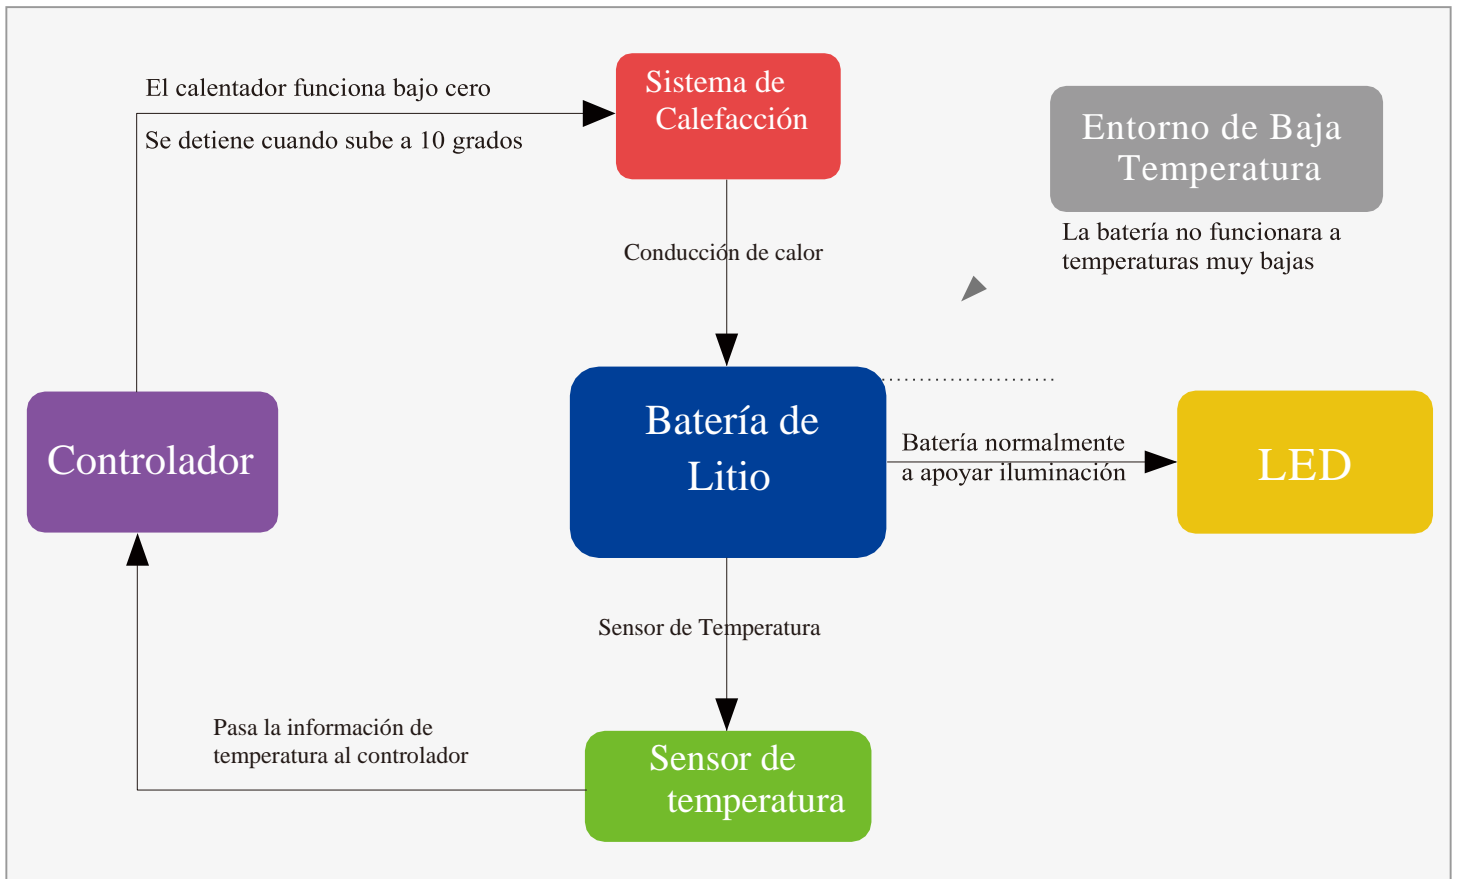 El calentador funciona bajo cero
Se detiene cuando sube a 10 grados
Sistema de
Calefacción
Entorno de Baja
Temperatura
La batería no funcionara a
temperaturas muy bajas
Conducción de calor
Controlador
Batería de
Litio
Batería normalmente
a apoyar iluminación
LED
Sensor de Temperatura
Pasa la información de
temperatura al controlador
Sensor de
temperatura